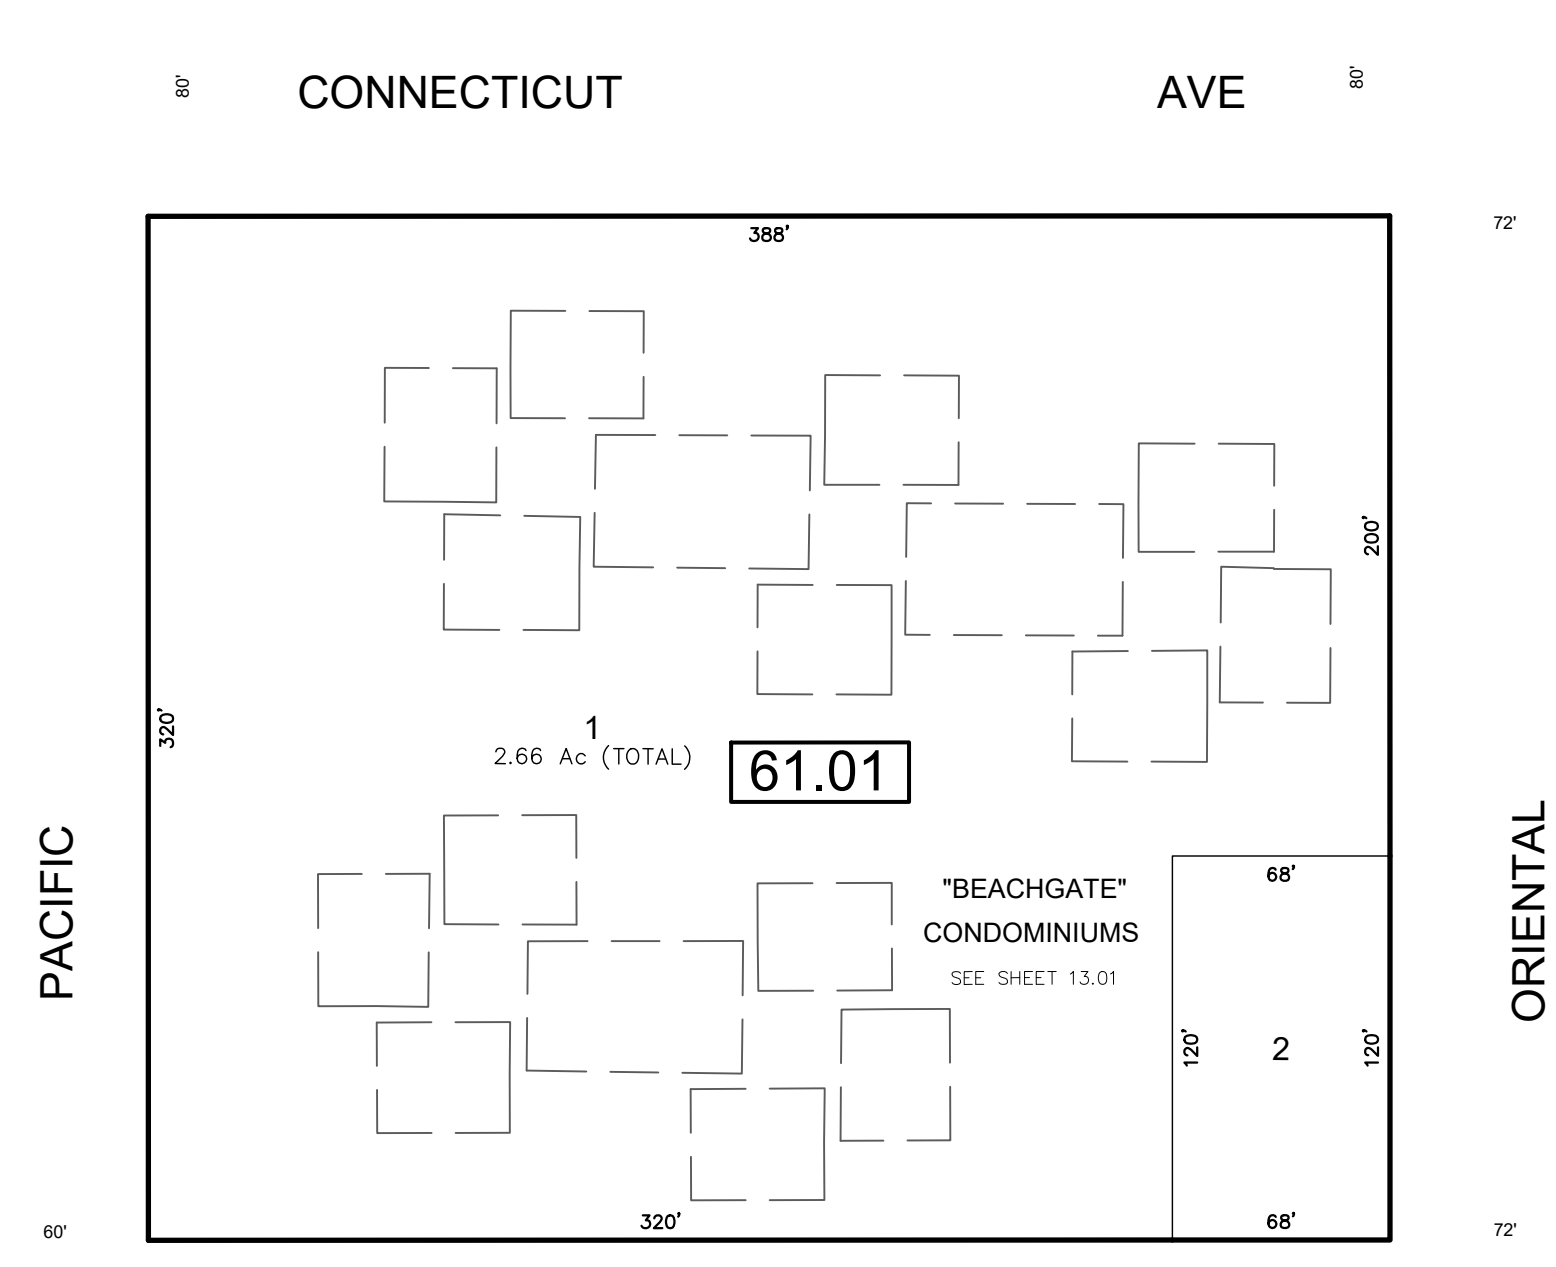 80'
CONNECTICUT AVE
80'
72'
388'
200'
320'
1
2.66 Ac (TOTAL)
61.01
PACIFIC
ORIENTAL
"BEACHGATE"
CONDOMINIUMS
SEE SHEET 13.01
68'
120'
2
120'
320'
68'
60'
72'